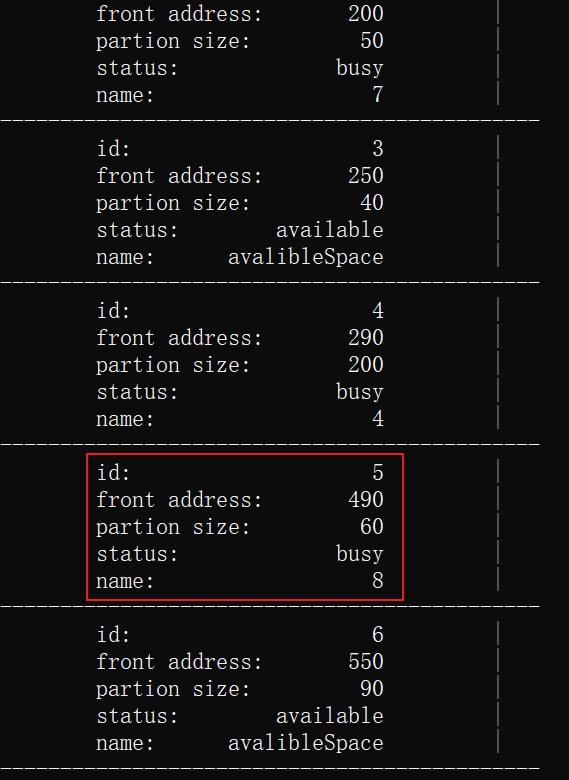 front address: 200 |
partion size: 50 |
status: busy |
name: 7 |
---------------------------------------------
id: 3 |
front address: 250 |
partion size: 40 |
status: available |
name: avalibleSpace |
---------------------------------------------
id: 4 |
front address: 290 |
partion size: 200 |
status: busy |
name: 4 |
---------------------------------------------
id: 5 |
front address: 490 |
partion size: 60 |
status: busy |
name: 8 |
---------------------------------------------
id: 6 |
front address: 550 |
partion size: 90 |
status: available |
name: avalibleSpace |
---------------------------------------------